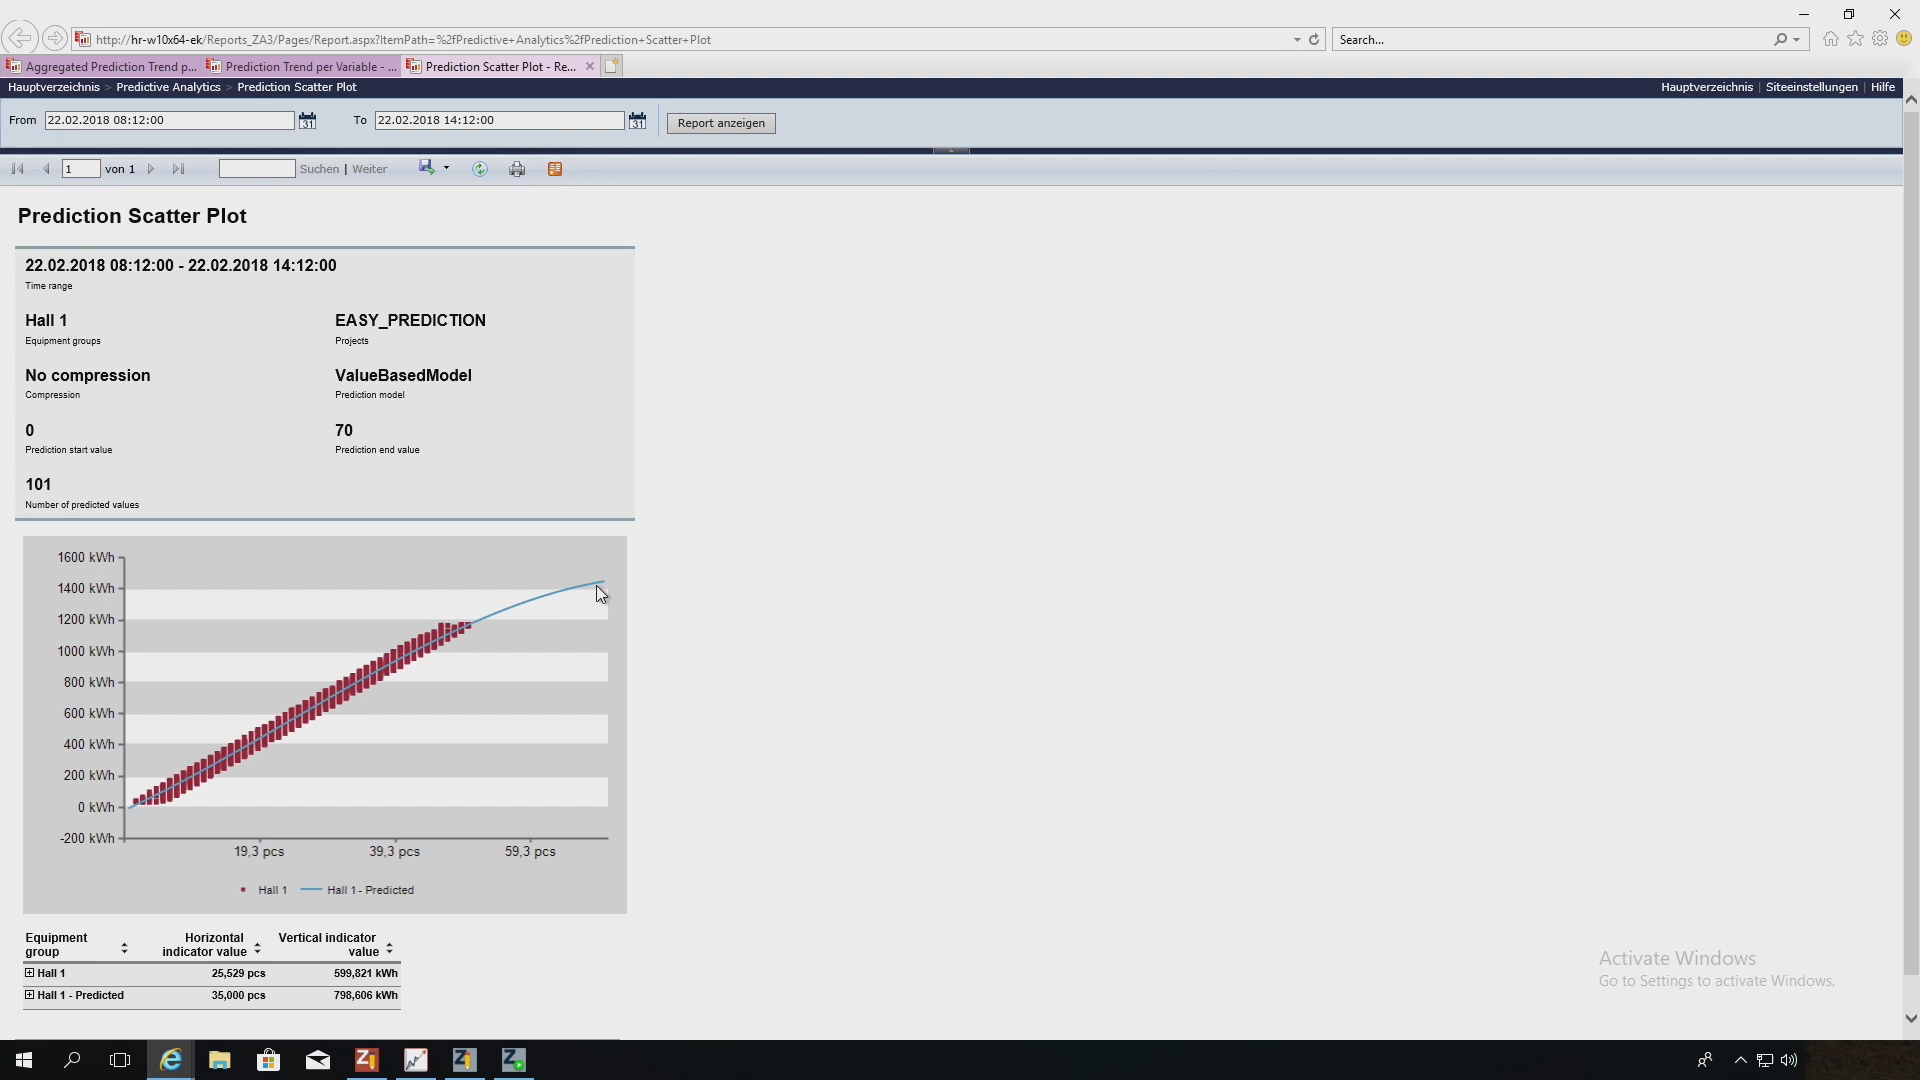 http://hr-w10x64-ek/Reports_ZA3/Pages/Report.aspx?ItemPath=%2fPredictive+Analytics%2fPrediction+Scatter+Plot
Search...
Aggregated Prediction Trend p...
Prediction Trend per Variable - ...
Prediction Scatter Plot - Re...
Hauptverzeichnis > Predictive Analytics > Prediction Scatter Plot
Hauptverzeichnis | Siteeinstellungen | Hilfe
From 22.02.2018 08:12:00 31 To 22.02.2018 14:12:00 31 Report anzeigen
1 von 1 Suchen | Weiter
Prediction Scatter Plot
22.02.2018 08:12:00 - 22.02.2018 14:12:00
Time range
Hall 1 EASY_PREDICTION
Equipment groups Projects
No compression ValueBasedModel
Compression Prediction model
0 70
Prediction start value Prediction end value
101
Number of predicted values
1600 kWh
1400 kWh
1200 kWh
1000 kWh
800 kWh
600 kWh
400 kWh
200 kWh
0 kWh
-200 kWh
19,3 pcs 39,3 pcs 59,3 pcs
Hall 1 Hall 1 - Predicted
Equipment group Horizontal indicator value Vertical indicator value
Hall 1 25,529 pcs 599,821 kWh
Hall 1 - Predicted 35,000 pcs 798,606 kWh
Activate Windows
Go to Settings to activate Windows.